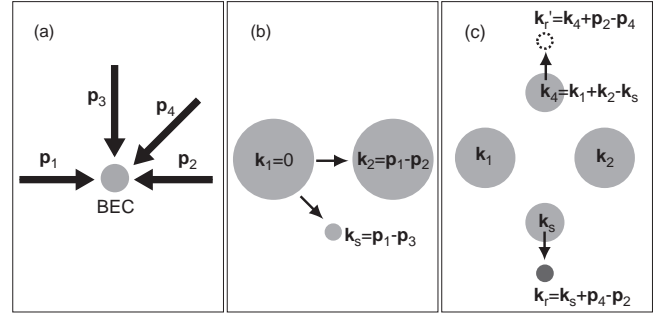 (a)
p3
p4
p1
p2
BEC
(b)
k1=0
k2=p1-p2
ks=p1-p3
(c)
kr'=k4+p2-p4
k4=k1+k2-ks
k1
k2
ks
kr=ks+p4-p2